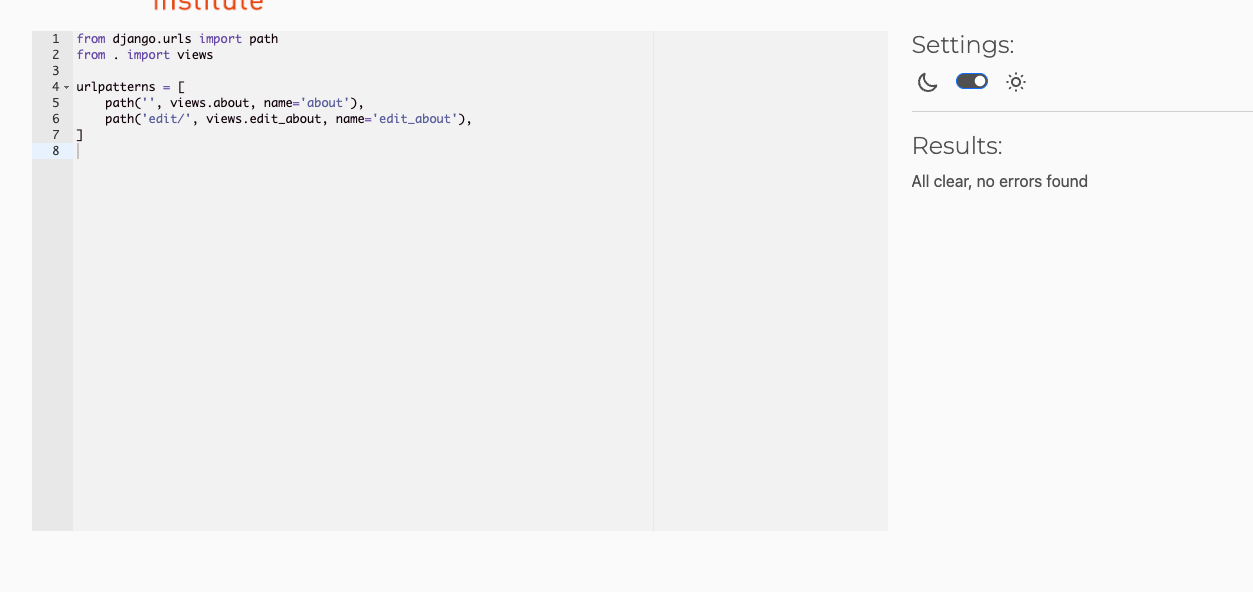 institute
1 from django.urls import path
2 from . import views
3
4 urlpatterns = [
5     path('', views.about, name='about'),
6     path('edit/', views.edit_about, name='edit_about'),
7 ]
8
Settings:
Results:
All clear, no errors found